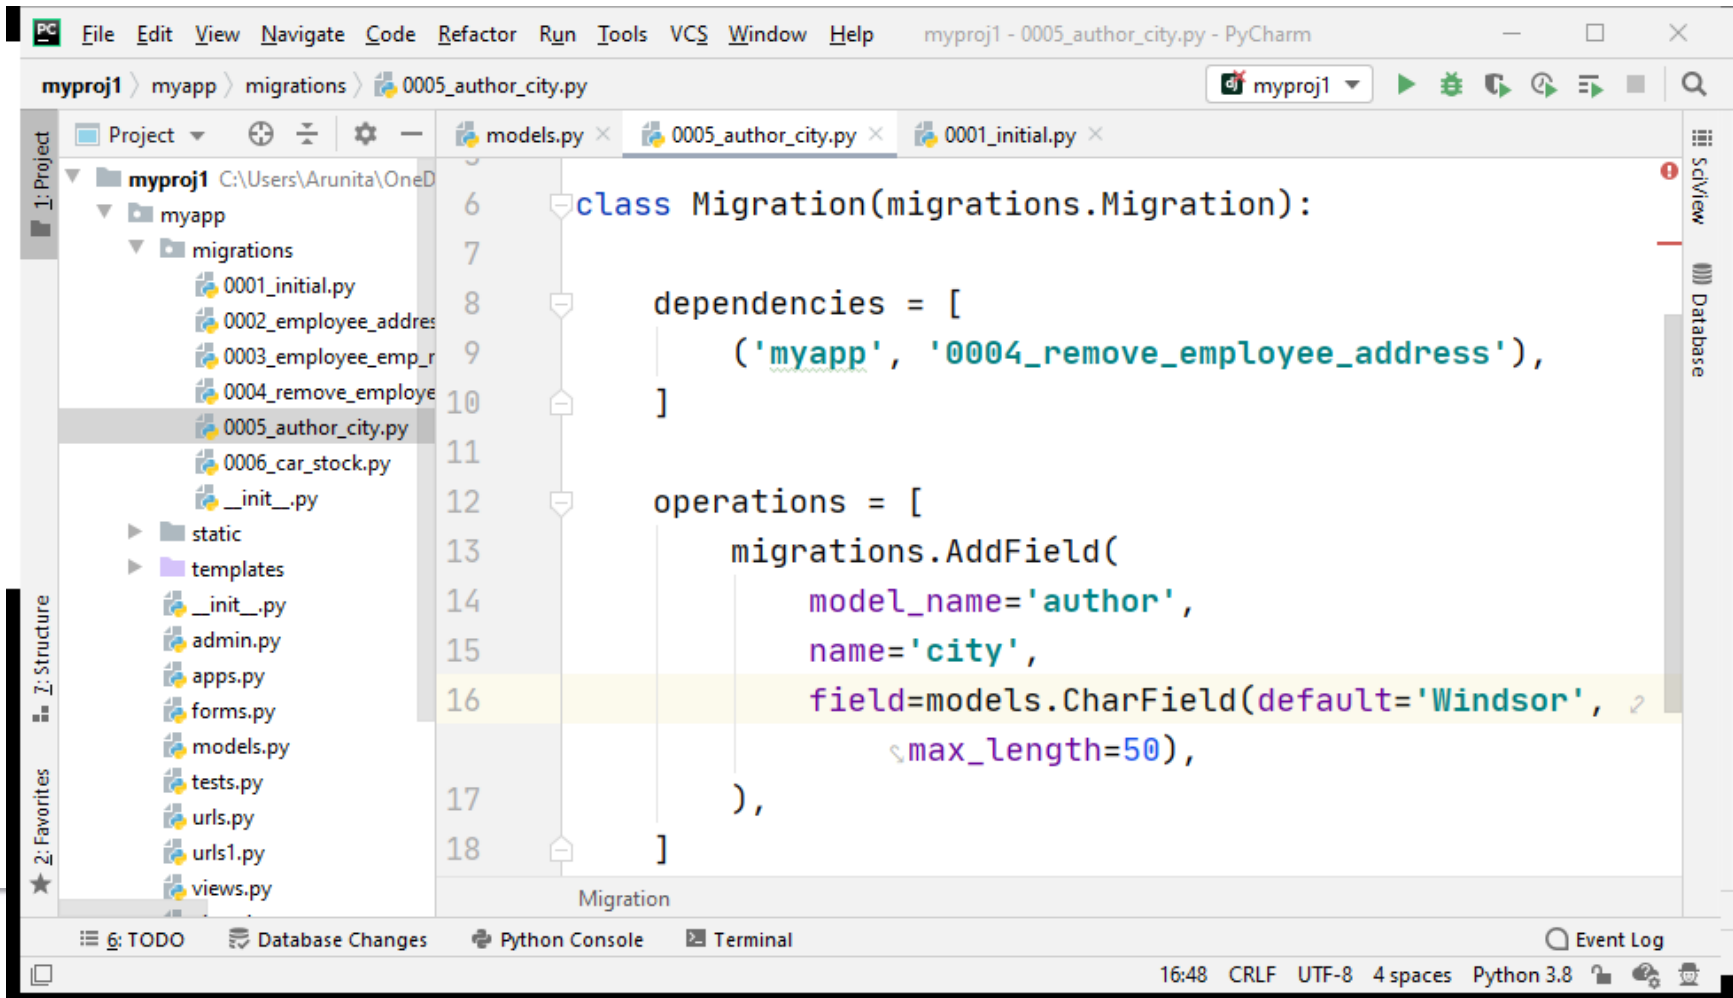 PC File Edit View Navigate Code Refactor Run Tools VCS Window Help myproj1 - 0005_author_city.py - PyCharm
myproj1 myapp migrations 0005_author_city.py dj myproj1
1: Project
7: Structure
2: Favorites
Project
myproj1 C:\Users\Arunita\OneD
myapp
migrations
0001_initial.py
0002_employee_addres
0003_employee_emp_r
0004_remove_employe
0005_author_city.py
0006_car_stock.py
__init__.py
static
templates
__init__.py
admin.py
apps.py
forms.py
models.py
tests.py
urls.py
urls1.py
views.py
models.py 0005_author_city.py 0001_initial.py
6 class Migration(migrations.Migration):
7
8 dependencies = [
9 ('myapp', '0004_remove_employee_address'),
10 ]
11
12 operations = [
13 migrations.AddField(
14 model_name='author',
15 name='city',
16 field=models.CharField(default='Windsor',
max_length=50),
17 ),
18 ]
Migration
SciView
Database
6: TODO Database Changes Python Console Terminal Event Log
16:48 CRLF UTF-8 4 spaces Python 3.8